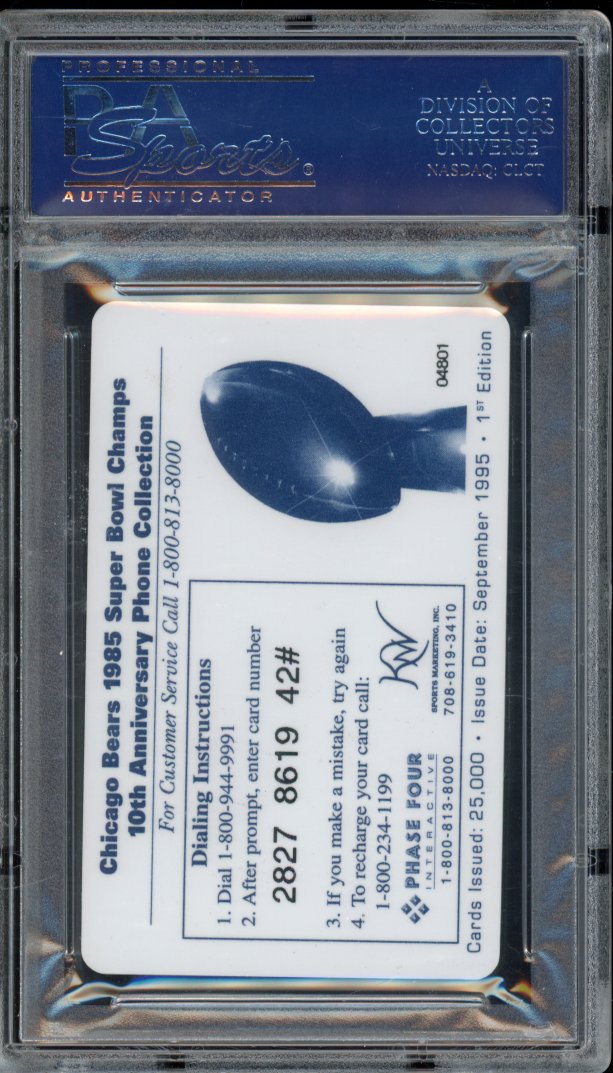 PROFESSIONAL
PSA
Sports
AUTHENTICATOR
A
DIVISION OF
COLLECTORS
UNIVERSE
NASDAQ: CLCT
Chicago Bears 1985 Super Bowl Champs
10th Anniversary Phone Collection
For Customer Service Call 1-800-813-8000
Dialing Instructions
1. Dial 1-800-944-9991
2. After prompt, enter card number
2827 8619 42#
3. If you make a mistake, try again
4. To recharge your card call:
1-800-234-1199
PHASE FOUR
INTERACTIVE
1-800-813-8000
KW
SPORTS MARKETING, INC.
708-619-3410
04801
Cards Issued: 25,000 • Issue Date: September 1995 • 1ST Edition